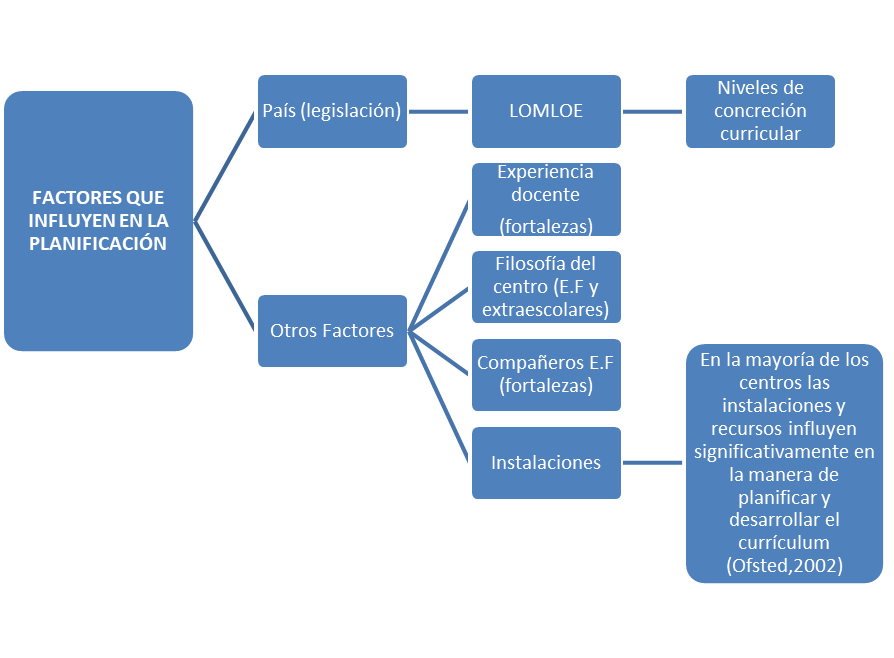 FACTORES QUE
INFLUYEN EN LA
PLANIFICACIÓN
País (legislación)
LOMLOE
Niveles de
concreción
curricular
Otros Factores
Experiencia
docente
(fortalezas)
Filosofía del
centro (E.F y
extraescolares)
Compañeros E.F
(fortalezas)
Instalaciones
En la mayoría de los
centros las
instalaciones y
recursos influyen
significativamente en
la manera de
planificar y
desarrollar el
currículum
(Ofsted,2002)